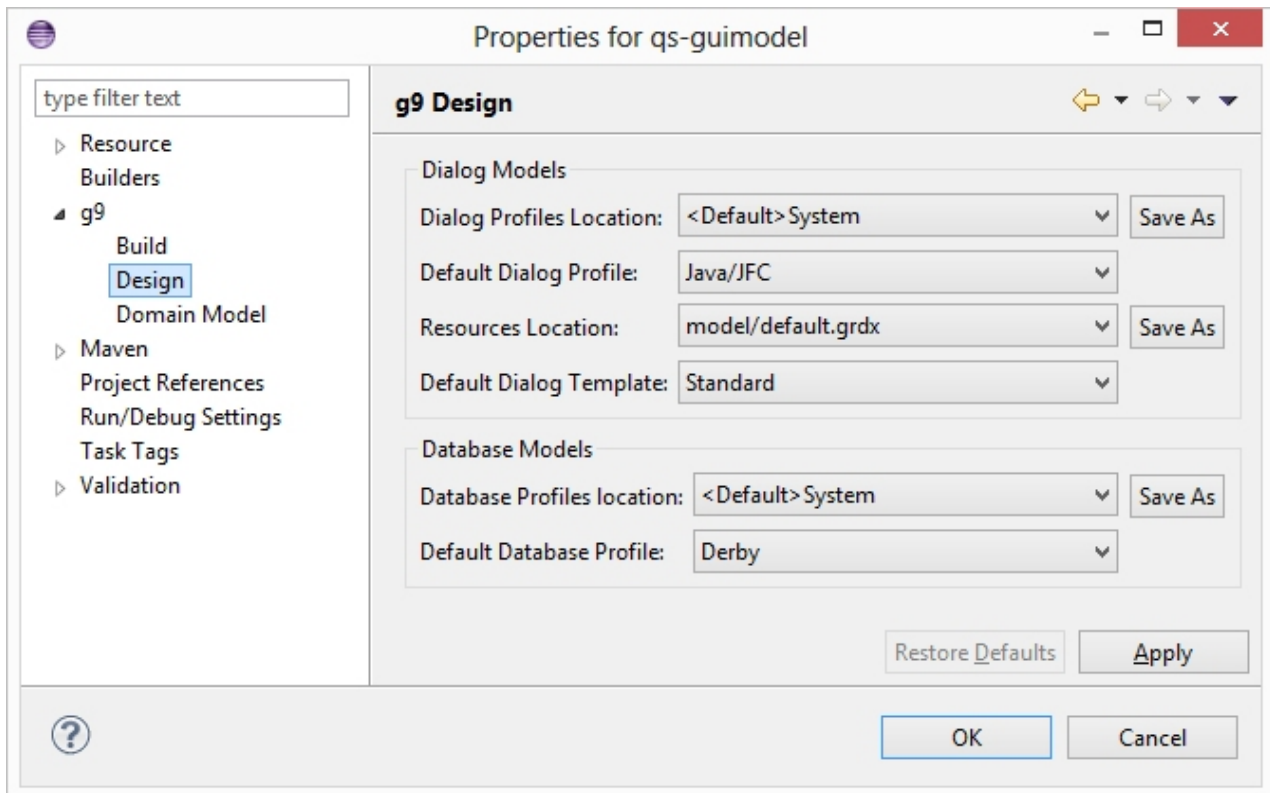 Properties for qs-guimodel
type filter text
Resource
Builders
g9
Build
Design
Domain Model
Maven
Project References
Run/Debug Settings
Task Tags
Validation
g9 Design
Dialog Models
Dialog Profiles Location: <Default>System Save As
Default Dialog Profile: Java/JFC
Resources Location: model/default.grdx Save As
Default Dialog Template: Standard
Database Models
Database Profiles location: <Default>System Save As
Default Database Profile: Derby
Restore Defaults Apply
? OK Cancel